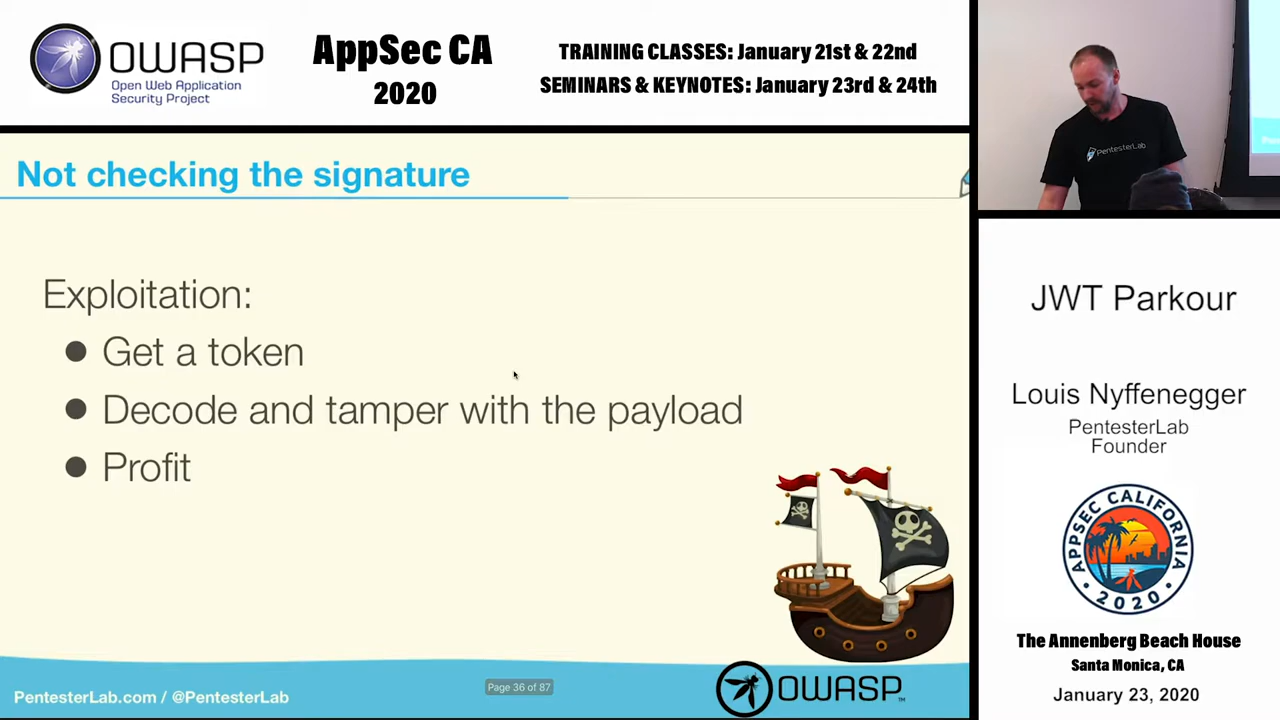 OWASP
Open Web Application
Security Project
AppSec CA
2020
TRAINING CLASSES: January 21st & 22nd
SEMINARS & KEYNOTES: January 23rd & 24th
Not checking the signature
Exploitation:
● Get a token
● Decode and tamper with the payload
● Profit
PentesterLab.com / @PentesterLab
Page 36 of 87
OWASP™
PentesterLab
JWT Parkour
Louis Nyffenegger
PentesterLab
Founder
APPSEC CALIFORNIA
• 2020 •
The Annenberg Beach House
Santa Monica, CA
January 23, 2020